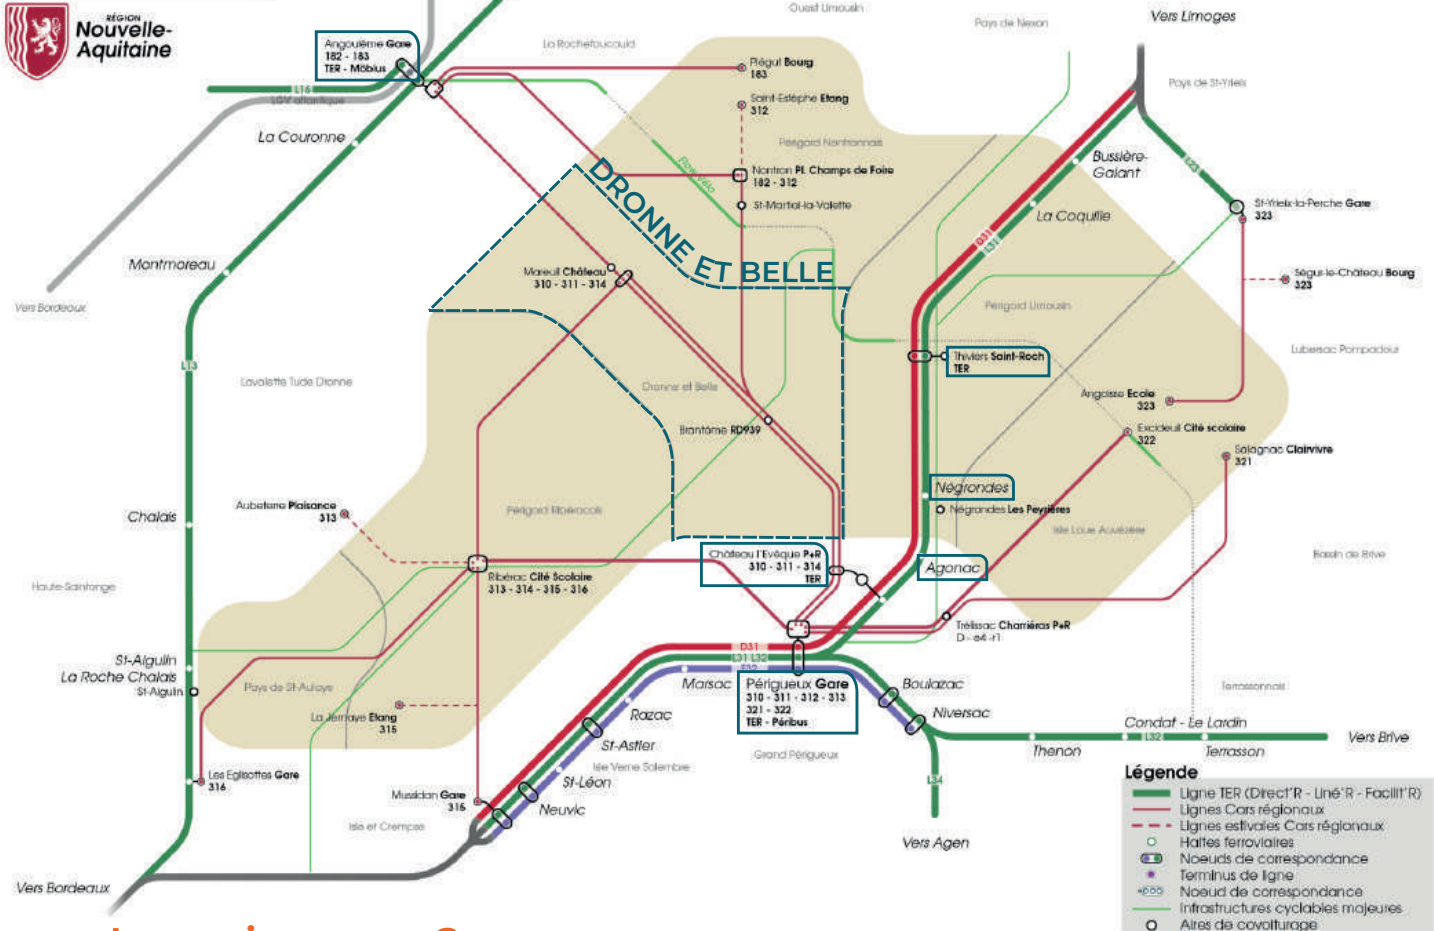 RÉGION
Nouvelle-
Aquitaine
Angoulême Gare
182 - 183
TER - Möbius
L15
LGV atlantique
La Couronne
Montmoreau
Vers Bordeaux
L13
Lavalette Tude Dronne
Chalais
Haute-Saintonge
St-Aigulin
La Roche Chalais
St-Aigulin
Les Eglisottes Gare
316
Vers Bordeaux
Ouest Limousin
La Rochefoucauld
Piégut Bourg
183
Saint-Estèphe Etang
312
Périgord Nontronnais
Nontron Pl. Champs de Foire
182 - 312
St-Martial-la-Valette
Flow Vélo
DRONNE ET BELLE
Mareuil Château
310 - 311 - 314
Dronne et Belle
Brantôme RD939
Aubeterre Plaisance
313
Périgord Ribéracois
Ribérac Cité Scolaire
313 - 314 - 315 - 316
Château l'Evêque P+R
310 - 311 - 314
TER
Pays de St-Aulaye
La Jemaye Etang
315
Mussidan Gare
315
Isle et Crempse
Pays de Nexon
Vers Limoges
Pays de St-Yrieix
Bussière-
Galant
La Coquille
L23
St-Yrieix-la-Perche Gare
323
Ségur-le-Château Bourg
323
D31
L31
Périgord Limousin
Lubersac Pompadour
Thiviers Saint-Roch
TER
Angoisse Ecole
323
Excideuil Cité scolaire
322
Salagnac Clairvivre
321
Négrondes
Négrondes Les Peyrières
Isle Loue Auvézère
Bassin de Brive
Agonac
Trélissac Charriéras P+R
D - e4 -r1
D31
L31 L32
Marsac
Périgueux Gare
310 - 311 - 312 - 313
321 - 322
TER - Péribus
Grand Périgueux
Razac
St-Astier
Isle Verne Salembre
St-Léon
Neuvic
Boulazac
Niversac
Terrassonnais
Condat - Le Lardin
Thenon
Terrasson
Vers Brive
L34
Vers Agen
Légende
Ligne TER (Direct'R - Liné'R - Facilit'R)
Lignes Cars régionaux
Lignes estivales Cars régionaux
Haltes ferroviaires
Noeuds de correspondance
Terminus de ligne
Noeud de correspondance
Infrastructures cyclables majeures
Aires de covoiturage